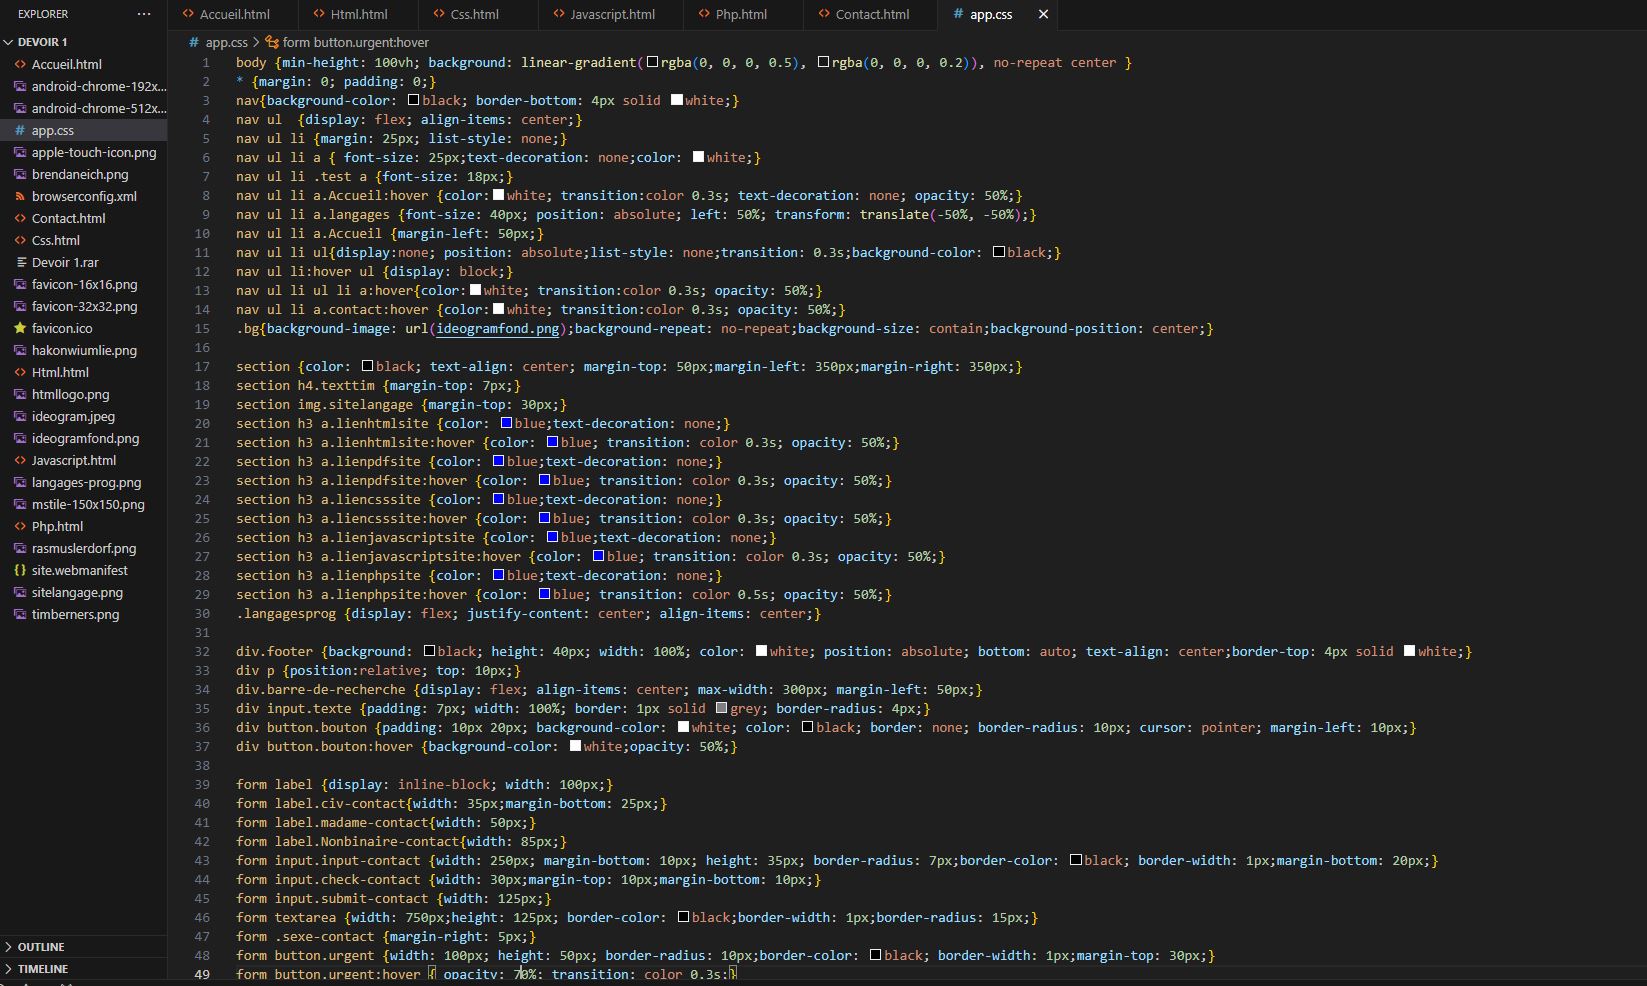 EXPLORER ···
Accueil.html Html.html Css.html Javascript.html Php.html Contact.html # app.css ×
DEVOIR 1
Accueil.html
android-chrome-192x...
android-chrome-512x...
# app.css
apple-touch-icon.png
brendaneich.png
browserconfig.xml
Contact.html
Css.html
Devoir 1.rar
favicon-16x16.png
favicon-32x32.png
favicon.ico
hakonwiumlie.png
Html.html
htmllogo.png
ideogram.jpeg
ideogramfond.png
Javascript.html
langages-prog.png
mstile-150x150.png
Php.html
rasmuslerdorf.png
{} site.webmanifest
sitelangage.png
timberners.png
OUTLINE
TIMELINE
# app.css > form button.urgent:hover
1 body {min-height: 100vh; background: linear-gradient(rgba(0, 0, 0, 0.5), rgba(0, 0, 0, 0.2)), no-repeat center }
2 * {margin: 0; padding: 0;}
3 nav{background-color: black; border-bottom: 4px solid white;}
4 nav ul  {display: flex; align-items: center;}
5 nav ul li {margin: 25px; list-style: none;}
6 nav ul li a { font-size: 25px;text-decoration: none;color: white;}
7 nav ul li .test a {font-size: 18px;}
8 nav ul li a.Accueil:hover {color:white; transition:color 0.3s; text-decoration: none; opacity: 50%;}
9 nav ul li a.langages {font-size: 40px; position: absolute; left: 50%; transform: translate(-50%, -50%);}
10 nav ul li a.Accueil {margin-left: 50px;}
11 nav ul li ul{display:none; position: absolute;list-style: none;transition: 0.3s;background-color: black;}
12 nav ul li:hover ul {display: block;}
13 nav ul li ul li a:hover{color:white; transition:color 0.3s; opacity: 50%;}
14 nav ul li a.contact:hover {color:white; transition:color 0.3s; opacity: 50%;}
15 .bg{background-image: url(ideogramfond.png);background-repeat: no-repeat;background-size: contain;background-position: center;}
16
17 section {color: black; text-align: center; margin-top: 50px;margin-left: 350px;margin-right: 350px;}
18 section h4.texttim {margin-top: 7px;}
19 section img.sitelangage {margin-top: 30px;}
20 section h3 a.lienhtmlsite {color: blue;text-decoration: none;}
21 section h3 a.lienhtmlsite:hover {color: blue; transition: color 0.3s; opacity: 50%;}
22 section h3 a.lienpdfsite {color: blue;text-decoration: none;}
23 section h3 a.lienpdfsite:hover {color: blue; transition: color 0.3s; opacity: 50%;}
24 section h3 a.liencsssite {color: blue;text-decoration: none;}
25 section h3 a.liencsssite:hover {color: blue; transition: color 0.3s; opacity: 50%;}
26 section h3 a.lienjavascriptsite {color: blue;text-decoration: none;}
27 section h3 a.lienjavascriptsite:hover {color: blue; transition: color 0.3s; opacity: 50%;}
28 section h3 a.lienphpsite {color: blue;text-decoration: none;}
29 section h3 a.lienphpsite:hover {color: blue; transition: color 0.5s; opacity: 50%;}
30 .langagesprog {display: flex; justify-content: center; align-items: center;}
31
32 div.footer {background: black; height: 40px; width: 100%; color: white; position: absolute; bottom: auto; text-align: center;border-top: 4px solid white;}
33 div p {position:relative; top: 10px;}
34 div.barre-de-recherche {display: flex; align-items: center; max-width: 300px; margin-left: 50px;}
35 div input.texte {padding: 7px; width: 100%; border: 1px solid grey; border-radius: 4px;}
36 div button.bouton {padding: 10px 20px; background-color: white; color: black; border: none; border-radius: 10px; cursor: pointer; margin-left: 10px;}
37 div button.bouton:hover {background-color: white;opacity: 50%;}
38
39 form label {display: inline-block; width: 100px;}
40 form label.civ-contact{width: 35px;margin-bottom: 25px;}
41 form label.madame-contact{width: 50px;}
42 form label.Nonbinaire-contact{width: 85px;}
43 form input.input-contact {width: 250px; margin-bottom: 10px; height: 35px; border-radius: 7px;border-color: black; border-width: 1px;margin-bottom: 20px;}
44 form input.check-contact {width: 30px;margin-top: 10px;margin-bottom: 10px;}
45 form input.submit-contact {width: 125px;}
46 form textarea {width: 750px;height: 125px; border-color: black;border-width: 1px;border-radius: 15px;}
47 form .sexe-contact {margin-right: 5px;}
48 form button.urgent {width: 100px; height: 50px; border-radius: 10px;border-color: black; border-width: 1px;margin-top: 30px;}
49 form button.urgent:hover { opacity: 70%; transition: color 0.3s;}